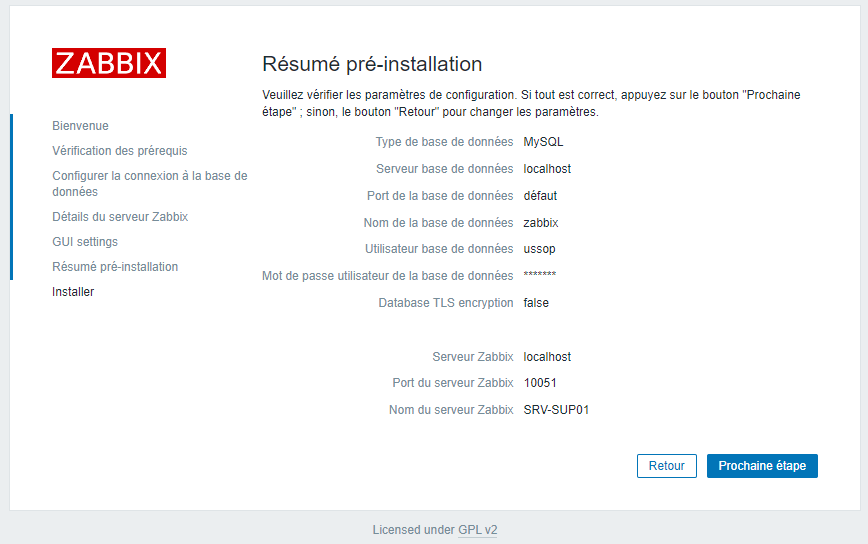 ZABBIX
Bienvenue
Vérification des prérequis
Configurer la connexion à la base de
données
Détails du serveur Zabbix
GUI settings
Résumé pré-installation
Installer
Résumé pré-installation
Veuillez vérifier les paramètres de configuration. Si tout est correct, appuyez sur le bouton "Prochaine
étape" ; sinon, le bouton "Retour" pour changer les paramètres.
Type de base de données MySQL
Serveur base de données localhost
Port de la base de données défaut
Nom de la base de données zabbix
Utilisateur base de données ussop
Mot de passe utilisateur de la base de données *******
Database TLS encryption false
Serveur Zabbix localhost
Port du serveur Zabbix 10051
Nom du serveur Zabbix SRV-SUP01
Retour Prochaine étape
Licensed under GPL v2